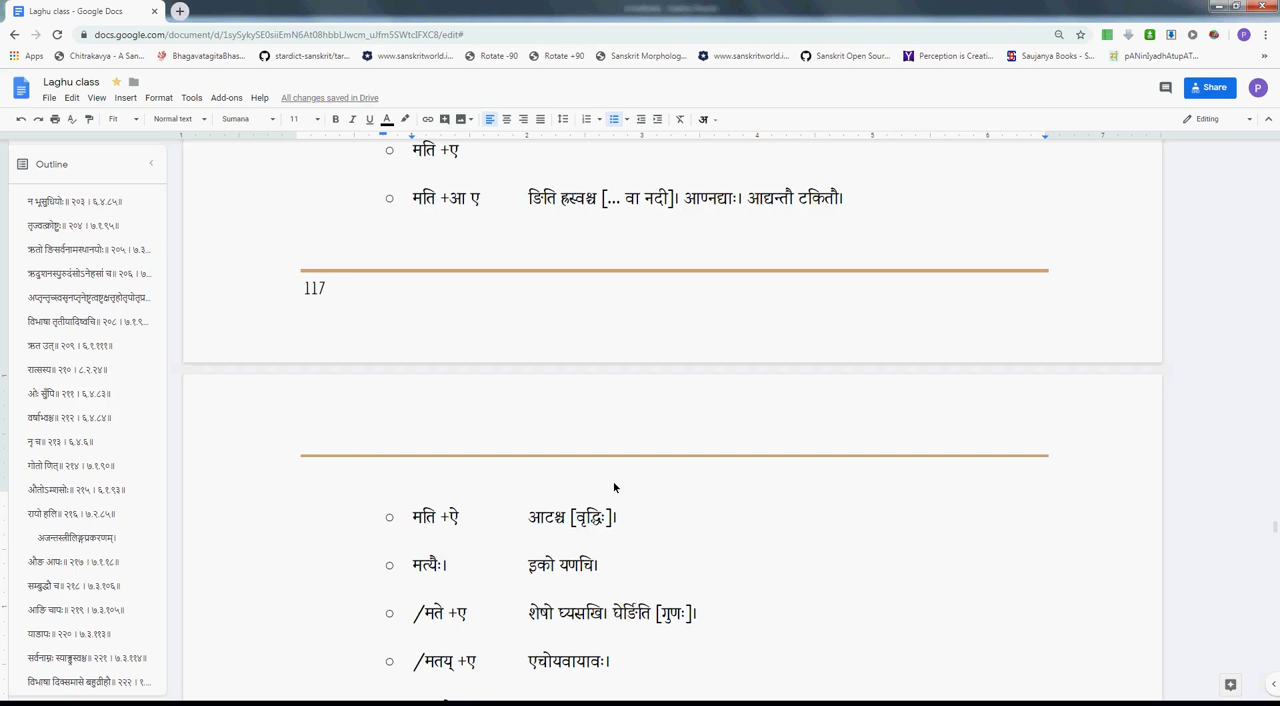 Laghu class - Google Docs
docs.google.com/document/d/1sySykySE0siiEmN6At08hbbIJwcm_uJfm5SWtcIFXC8/edit#
Apps Chitrakavya - A San... BhagavatagitaBhas... stardict-sanskrit/tar... www.sanskritworld.i... Rotate -90 Rotate +90 Sanskrit Morpholog... www.sanskritworld.i... Sanskrit Open Sour... Perception is Creati... Saujanya Books - S... pANinIyadhAtupAT... »
Laghu class
File Edit View Insert Format Tools Add-ons Help All changes saved in Drive
Share P
Fit Normal text Sumana 11 B I U A अ Editing
1 2 3 4 5 6 7
Outline
न भूसुधियोः॥ २०३ । ६.४.८५॥
तृज्वत्क्रोष्टुः॥ २०४ । ७.१.९५॥
ऋतो ङिसर्वनामस्थानयोः॥ २०५ । ७.३...
ऋदुशनस्पुरुदंसोऽनेहसां च॥ २०६ । ७...
अप्तृन्तृच्स्वसृनप्तृनेष्टृत्वष्टृक्षत्तृहोतृपोतृप्र...
विभाषा तृतीयादिष्वचि॥ २०८ । ७.१.९...
ऋत उत्॥ २०९ । ६.१.१११॥
रात्सस्य॥ २१० । ८.२.२४॥
ओः सुँपि॥ २११ । ६.४.८३॥
वर्षाभ्वश्च॥ २१२ । ६.४.८४॥
नृ च॥ २१३ । ६.४.६॥
गोतो णित्॥ २१४ । ७.१.९०॥
औतोऽम्शसोः॥ २१५ । ६.१.९३॥
रायो हलि॥ २१६ । ७.२.८५॥
अजन्तस्त्रीलिङ्गप्रकरणम्।
औङ आपः॥ २१७ । ७.१.१८॥
सम्बुद्धौ च॥ २१८ । ७.३.१०६॥
आङि चापः॥ २१९ । ७.३.१०५॥
याडापः॥ २२० । ७.३.११३॥
सर्वनाम्नः स्याड्ढ्रस्वश्च॥ २२१ । ७.३.११४॥
विभाषा दिक्समासे बहुव्रीहौ॥ २२२ । १....
मति +ए
मति +आ ए ङिति ह्रस्वश्च [... वा नदी]। आण्नद्याः। आद्यन्तौ टकितौ।
117
मति +ऐ आटश्च [वृद्धिः]।
मत्यैः। इको यणचि।
/मते +ए शेषो घ्यसखि। घेर्ङिति [गुणः]।
/मतय् +ए एचोयवायावः।